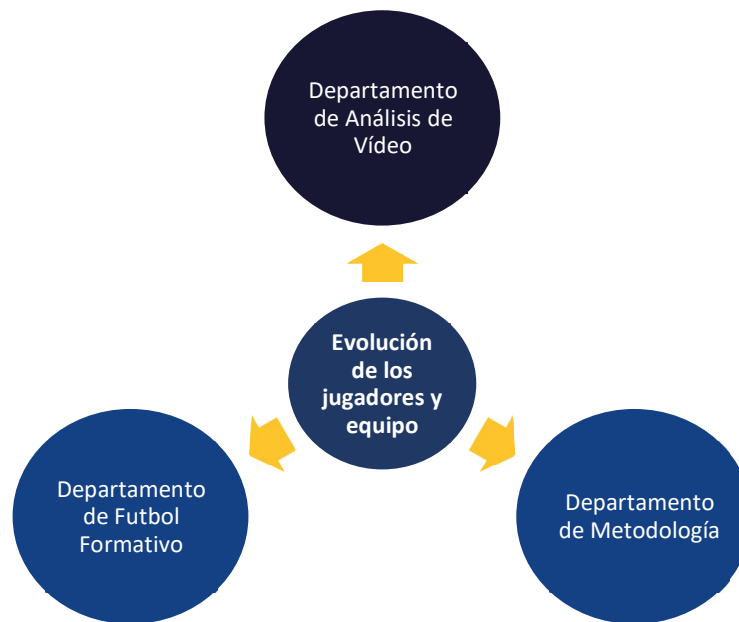 Departamento
de Análisis de
Vídeo
Evolución
de los
jugadores y
equipo
Departamento
de Futbol
Formativo
Departamento
de Metodología